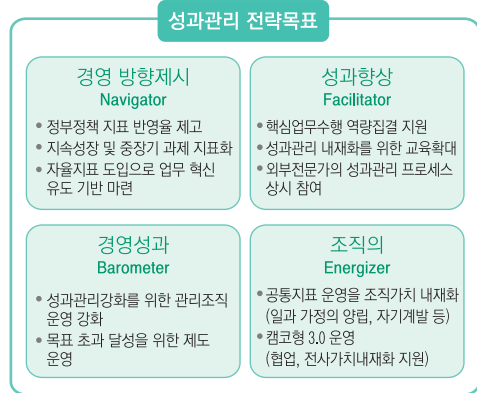 성과관리 전략목표
경영 방향제시
Navigator
• 정부정책 지표 반영율 제고
• 지속성장 및 중장기 과제 지표화
• 자율지표 도입으로 업무 혁신
유도 기반 마련
성과향상
Facilitator
• 핵심업무수행 역량집결 지원
• 성과관리 내재화를 위한 교육확대
• 외부전문가의 성과관리 프로세스
상시 참여
경영성과
Barometer
• 성과관리강화를 위한 관리조직
운영 강화
• 목표 초과 달성을 위한 제도
운영
조직의
Energizer
• 공통지표 운영을 조직가치 내재화
(일과 가정의 양립, 자기계발 등)
• 캠코형 3.0 운영
(협업, 전사가치내재화 지원)